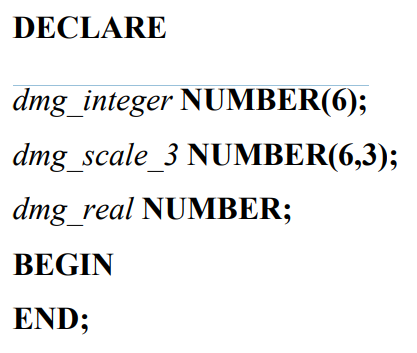 DECLARE
dmg_integer NUMBER(6);
dmg_scale_3 NUMBER(6,3);
dmg_real NUMBER;
BEGIN
END;